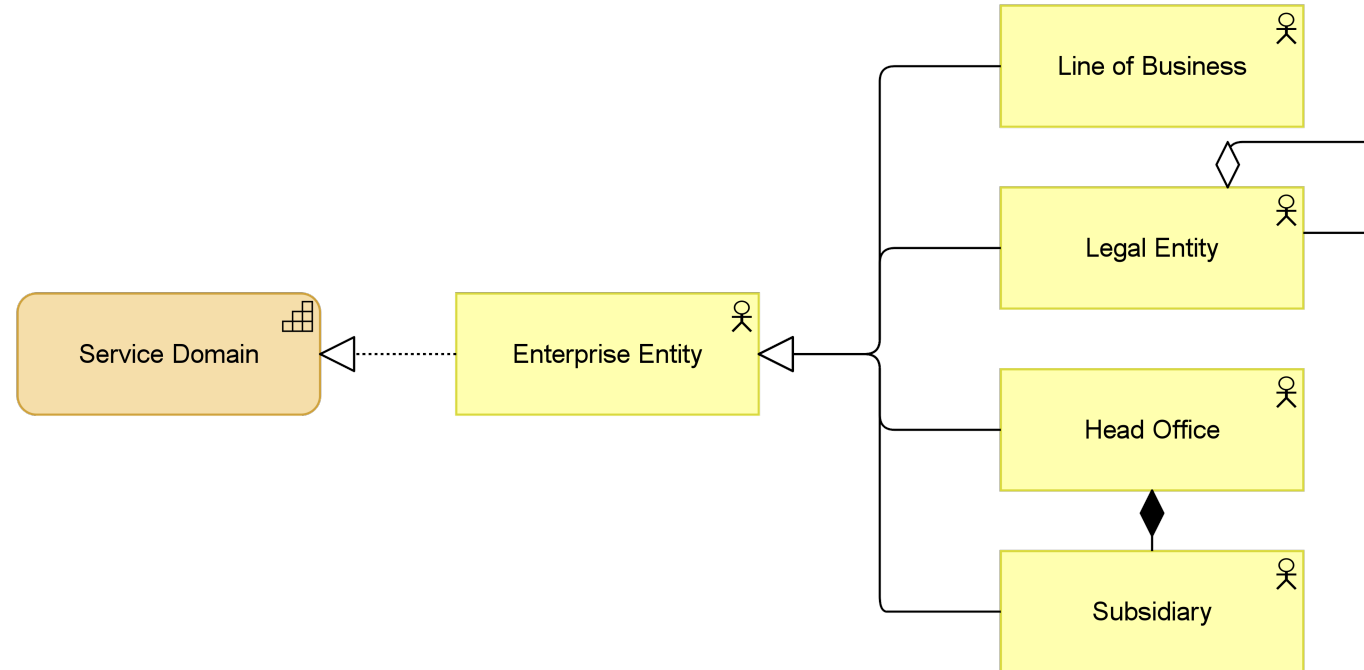 Line of Business
Legal Entity
Service Domain
Enterprise Entity
Head Office
Subsidiary